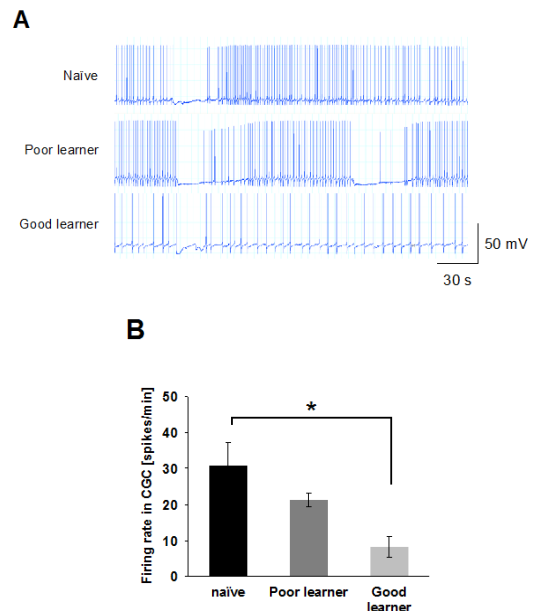 A
Naïve
Poor learner
Good learner
50 mV
30 s
B
Firing rate in CGC [spikes/min]
50
40
30
20
10
0
*
naïve
Poor learner
Good
learner